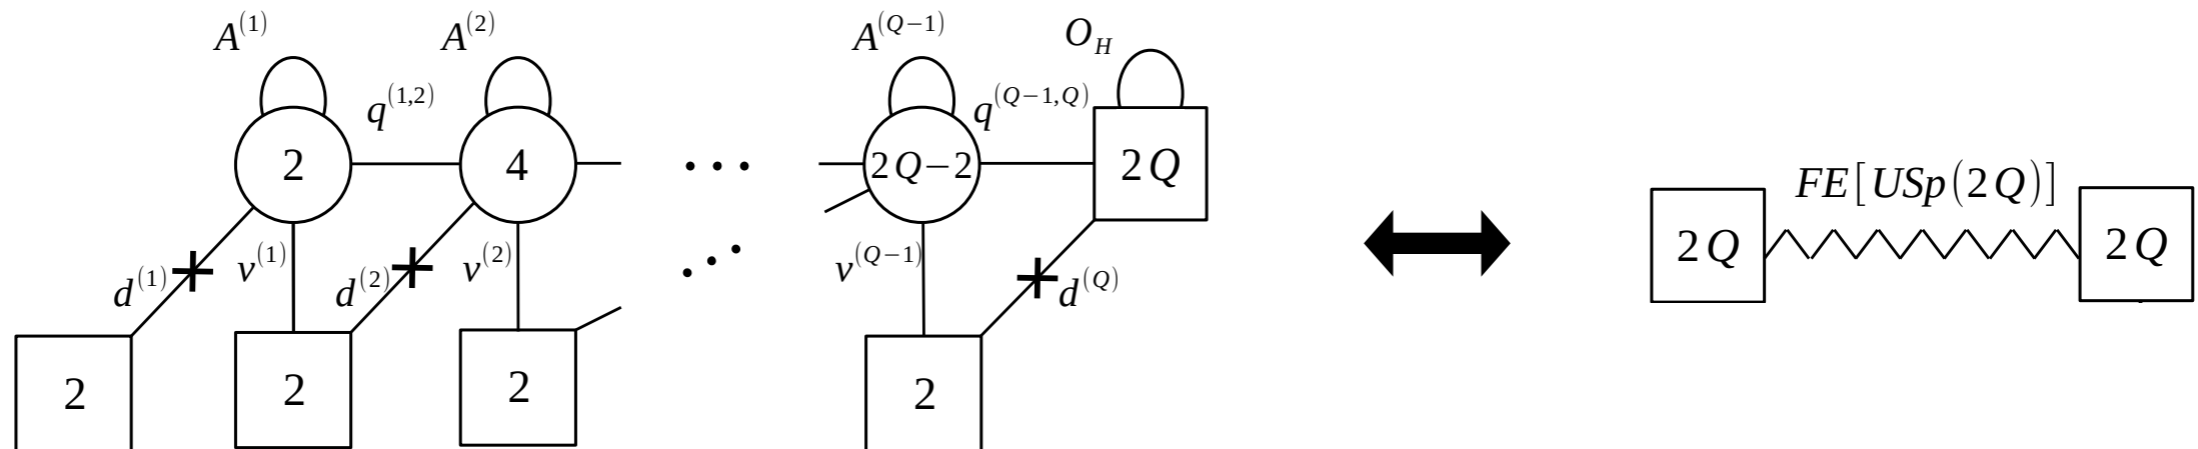 A^(1) A^(2) A^(Q−1) O_H
q^(1,2) q^(Q−1,Q)
2 4 ... 2Q−2 2Q
FE[USp(2Q)]
2Q 2Q
d^(1) v^(1) d^(2) v^(2) v^(Q−1) d^(Q)
2 2 2 2